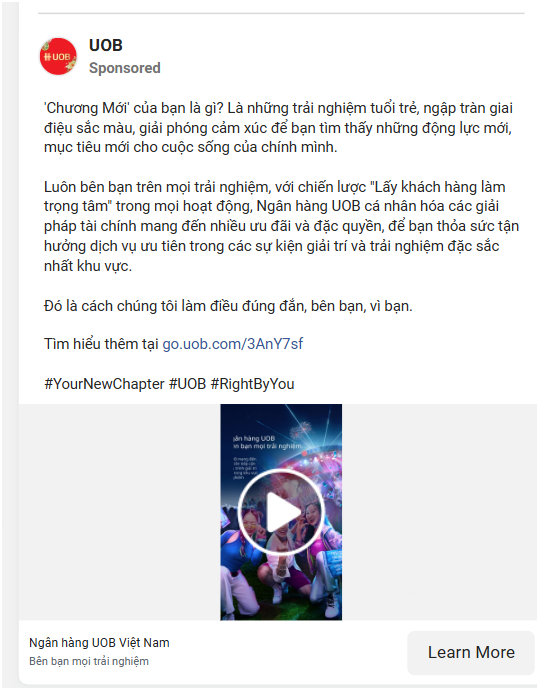 UOB
UOB
Sponsored
'Chương Mới' của bạn là gì? Là những trải nghiệm tuổi trẻ, ngập tràn giai
điệu sắc màu, giải phóng cảm xúc để bạn tìm thấy những động lực mới,
mục tiêu mới cho cuộc sống của chính mình.
Luôn bên bạn trên mọi trải nghiệm, với chiến lược "Lấy khách hàng làm
trọng tâm" trong mọi hoạt động, Ngân hàng UOB cá nhân hóa các giải
pháp tài chính mang đến nhiều ưu đãi và đặc quyền, để bạn thỏa sức tận
hưởng dịch vụ ưu tiên trong các sự kiện giải trí và trải nghiệm đặc sắc
nhất khu vực.
Đó là cách chúng tôi làm điều đúng đắn, bên bạn, vì bạn.
Tìm hiểu thêm tại go.uob.com/3AnY7sf
#YourNewChapter #UOB #RightByYou
hàng UOB
bạn mọi trải nghiệm
Ngân hàng UOB Việt Nam
Bên bạn mọi trải nghiệm
Learn More